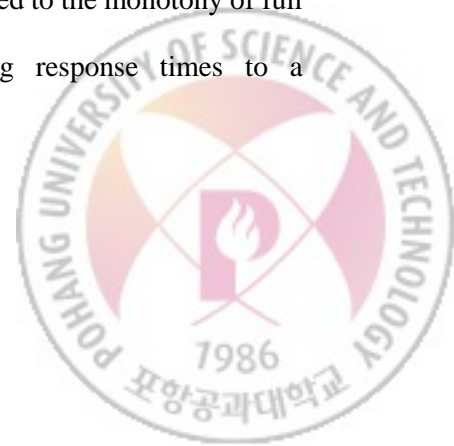 ed to the monotony of full
g response times to a
POHANG UNIVERSITY OF SCIENCE AND TECHNOLOGY
1986
포항공과대학교